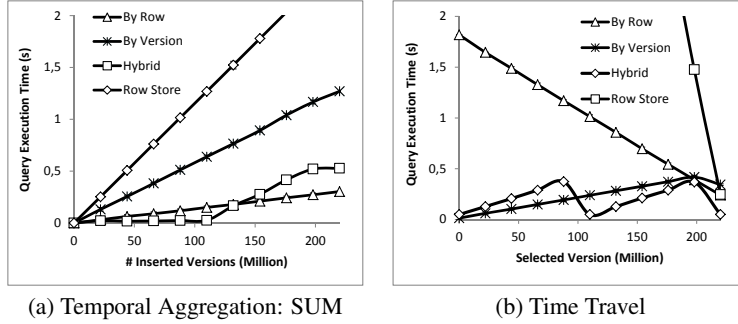 2
1,5
1
0,5
0
Query Execution Time (s)
By Row
By Version
Hybrid
Row Store
0 50 100 150 200
# Inserted Versions (Million)
(a) Temporal Aggregation: SUM
2
1,5
1
0,5
0
Query Execution Time (s)
By Row
By Version
Hybrid
Row Store
0 50 100 150 200
Selected Version (Million)
(b) Time Travel